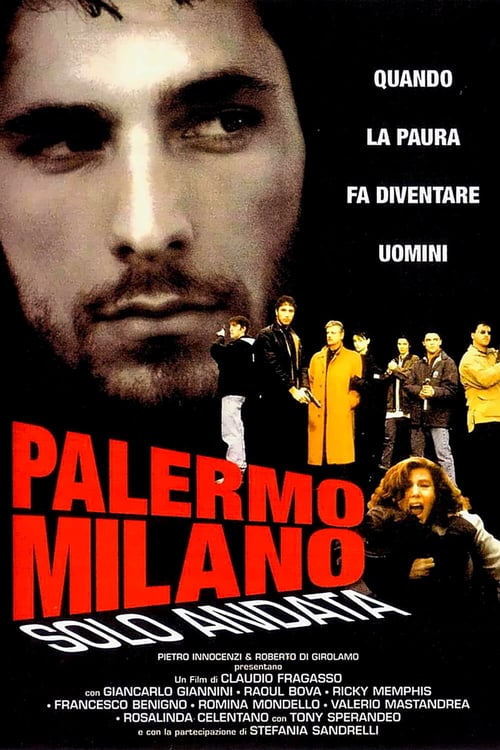 QUANDO
LA PAURA
FA DIVENTARE
UOMINI
PALERMO
MILANO
SOLO ANDATA
PIETRO INNOCENZI & ROBERTO DI GIROLAMO
presentano
Un Film di CLAUDIO FRAGASSO
con GIANCARLO GIANNINI • RAOUL BOVA • RICKY MEMPHIS
• FRANCESCO BENIGNO • ROMINA MONDELLO • VALERIO MASTANDREA
• ROSALINDA CELENTANO con TONY SPERANDEO
e con la partecipazione di STEFANIA SANDRELLI